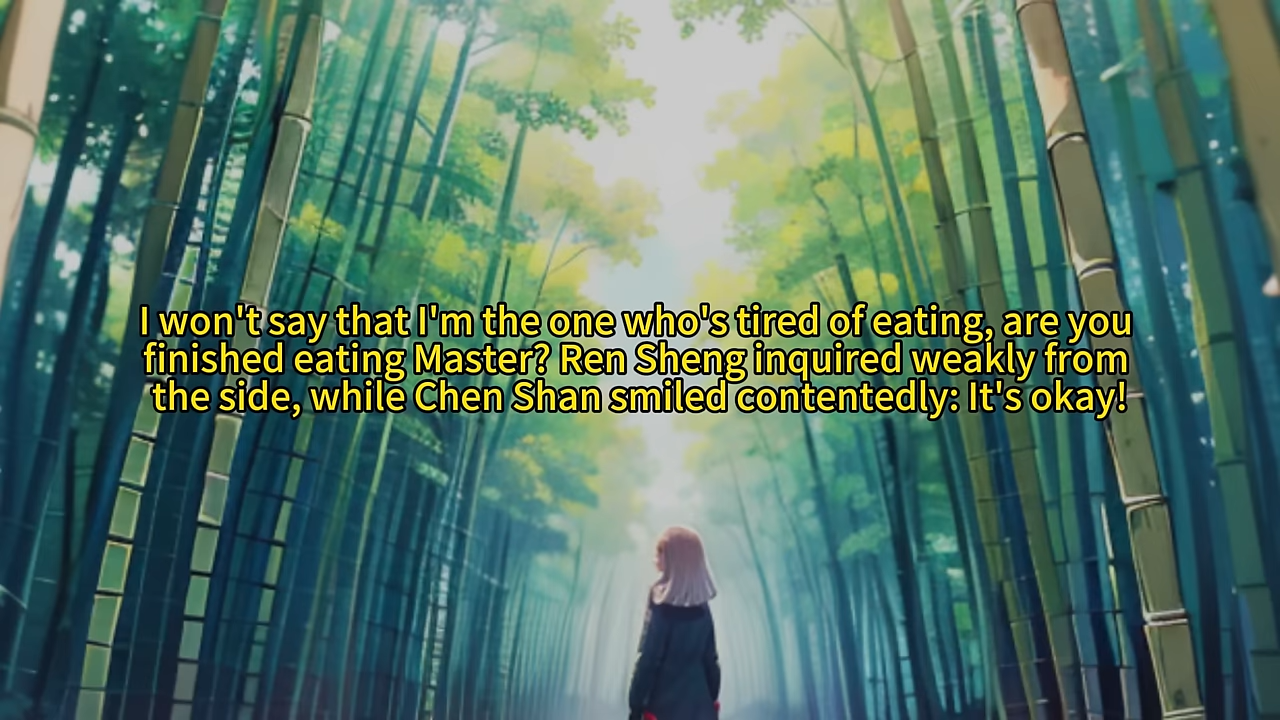 I won't say that I'm the one who's tired of eating, are you
finished eating Master? Ren Sheng inquired weakly from
the side, while Chen Shan smiled contentedly: It's okay!